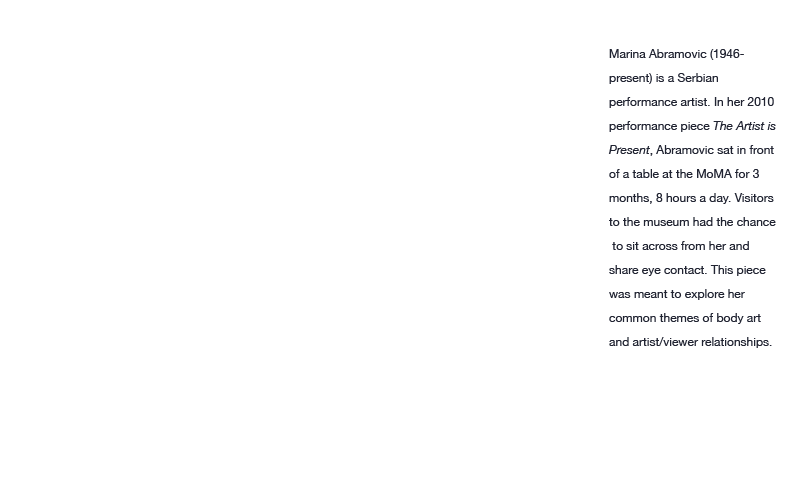 Marina Abramovic (1946-
present) is a Serbian
performance artist. In her 2010
performance piece The Artist is
Present, Abramovic sat in front
of a table at the MoMA for 3
months, 8 hours a day. Visitors
to the museum had the chance
to sit across from her and
share eye contact. This piece
was meant to explore her
common themes of body art
and artist/viewer relationships.